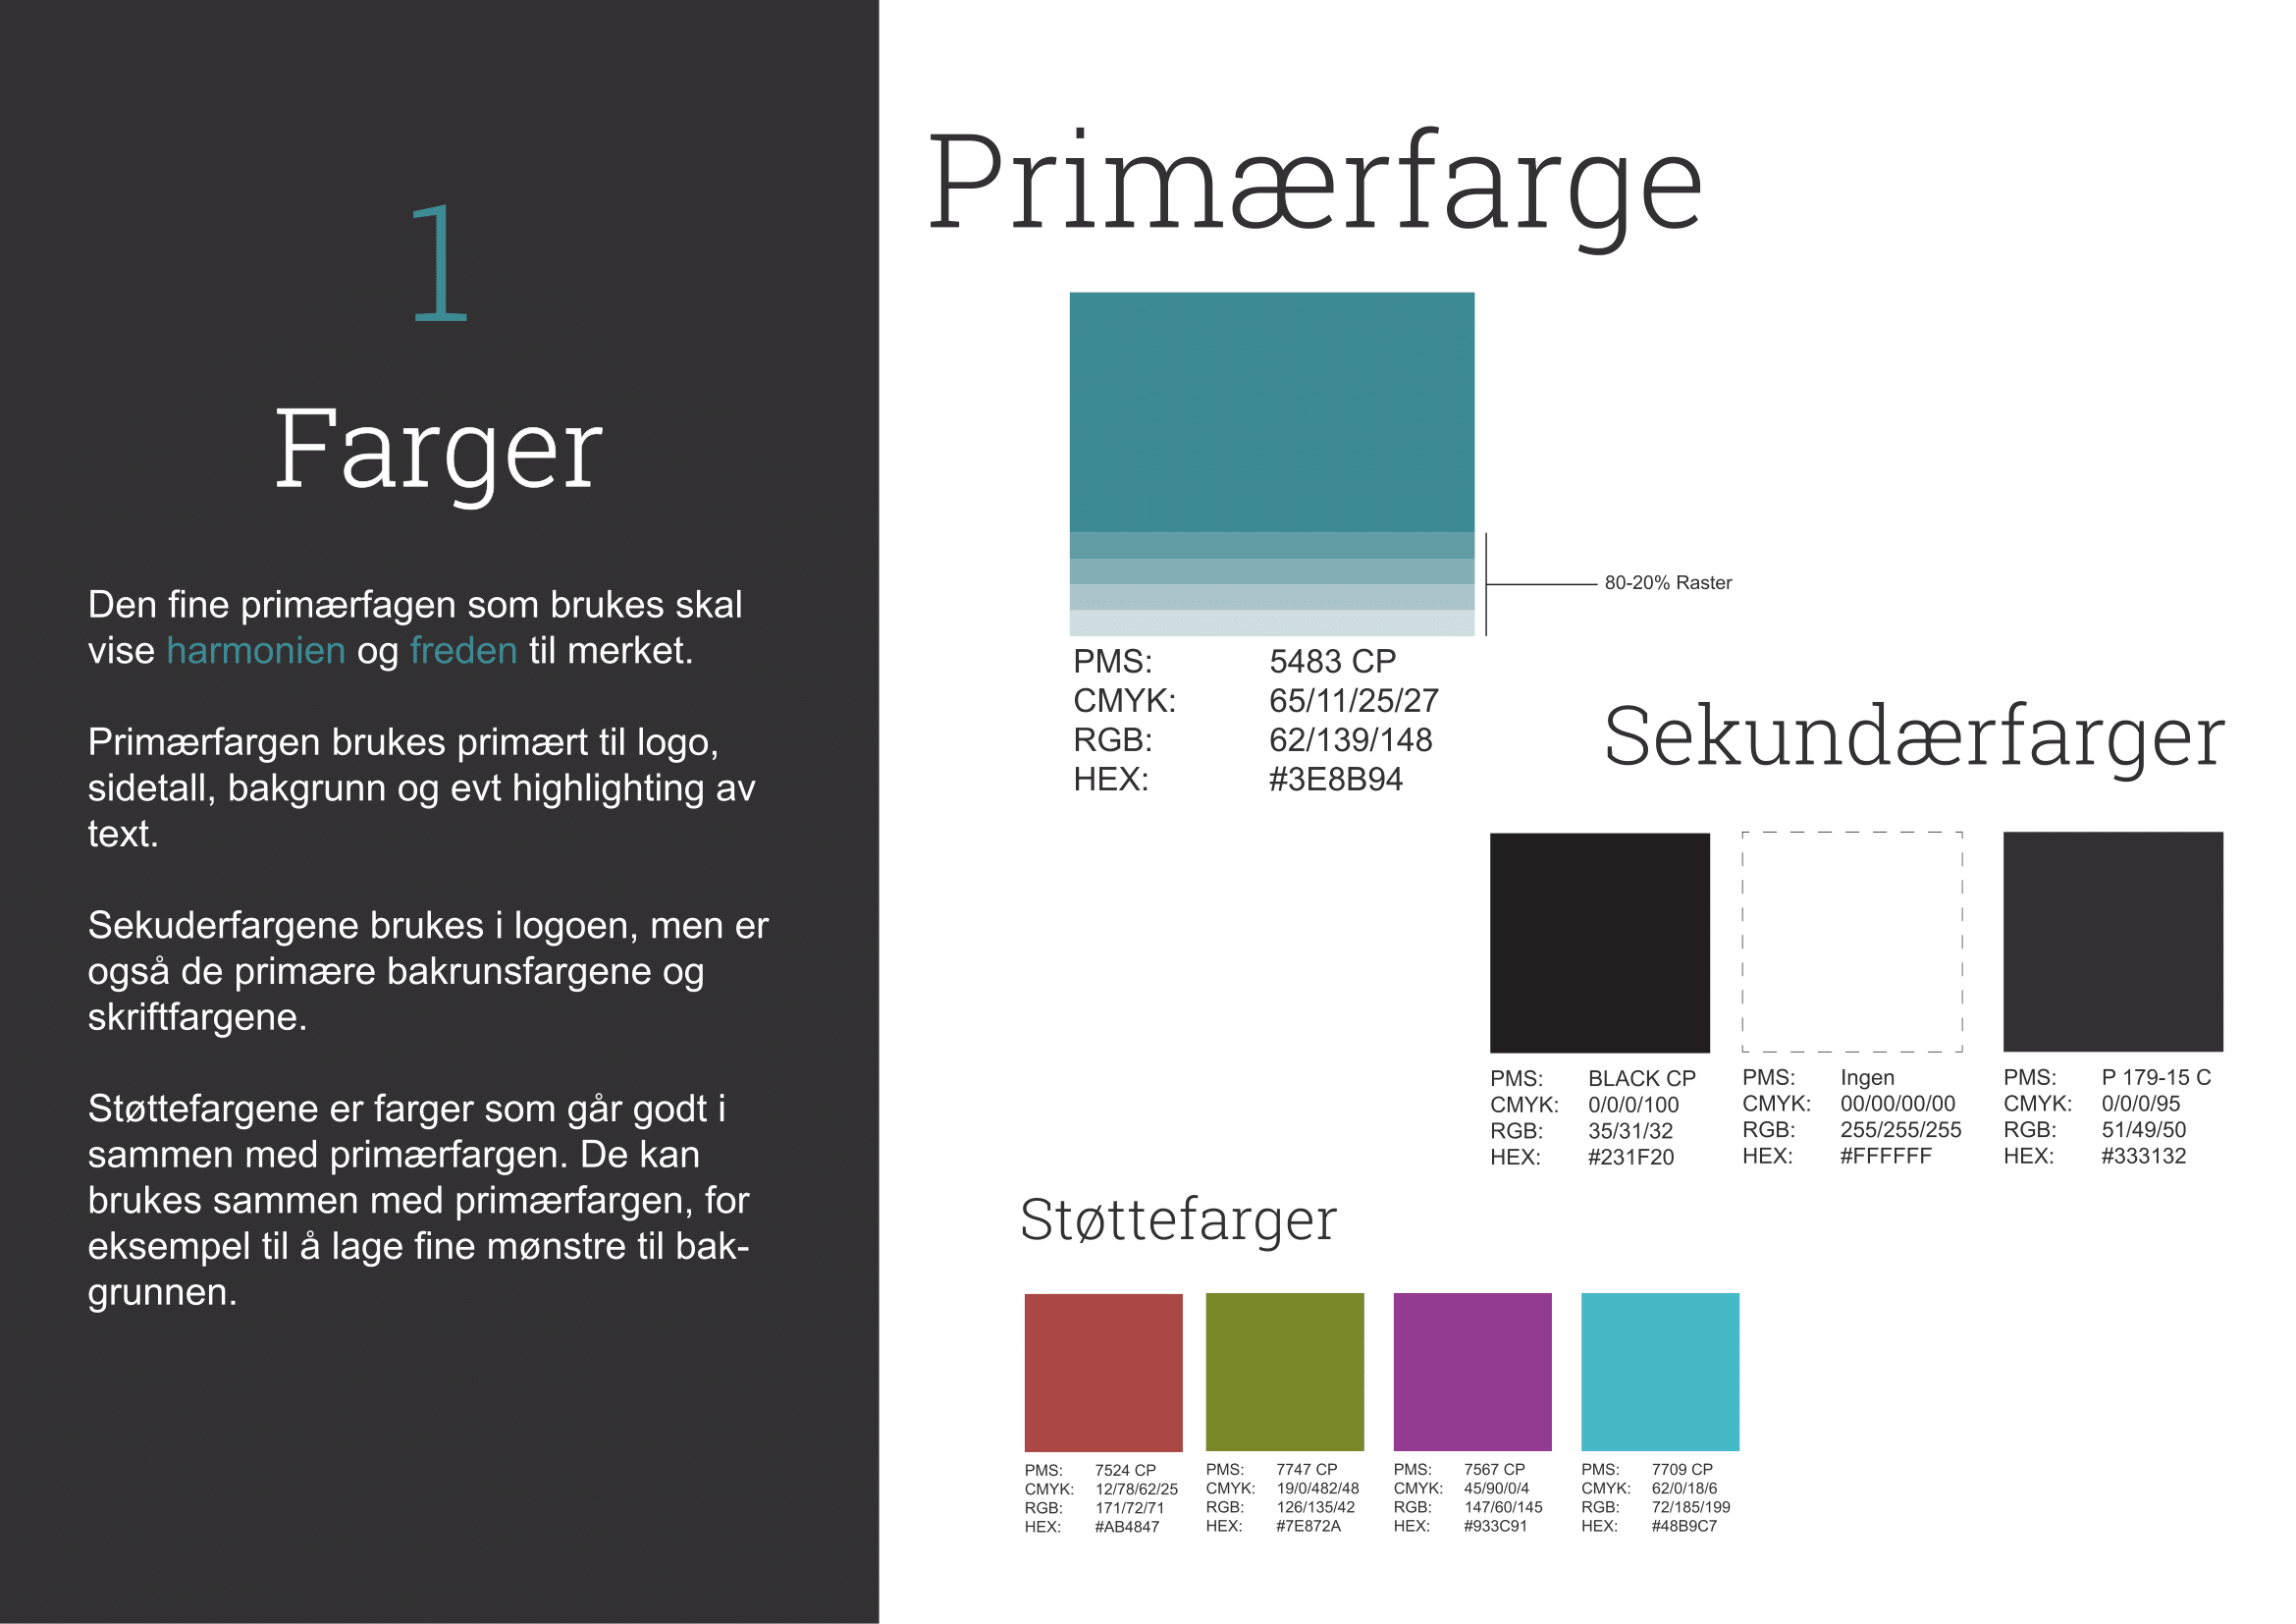 1
Farger
Den fine primærfagen som brukes skal
vise harmonien og freden til merket.
Primærfargen brukes primært til logo,
sidetall, bakgrunn og evt highlighting av
text.
Sekuderfargene brukes i logoen, men er
også de primære bakrunsfargene og
skriftfargene.
Støttefargene er farger som går godt i
sammen med primærfargen. De kan
brukes sammen med primærfargen, for
eksempel til å lage fine mønstre til bak-
grunnen.
Primærfarge
80-20% Raster
PMS: 5483 CP
CMYK: 65/11/25/27
RGB: 62/139/148
HEX: #3E8B94
Sekundærfarger
PMS: BLACK CP
CMYK: 0/0/0/100
RGB: 35/31/32
HEX: #231F20
PMS: Ingen
CMYK: 00/00/00/00
RGB: 255/255/255
HEX: #FFFFFF
PMS: P 179-15 C
CMYK: 0/0/0/95
RGB: 51/49/50
HEX: #333132
Støttefarger
PMS: 7524 CP
CMYK: 12/78/62/25
RGB: 171/72/71
HEX: #AB4847
PMS: 7747 CP
CMYK: 19/0/482/48
RGB: 126/135/42
HEX: #7E872A
PMS: 7567 CP
CMYK: 45/90/0/4
RGB: 147/60/145
HEX: #933C91
PMS: 7709 CP
CMYK: 62/0/18/6
RGB: 72/185/199
HEX: #48B9C7